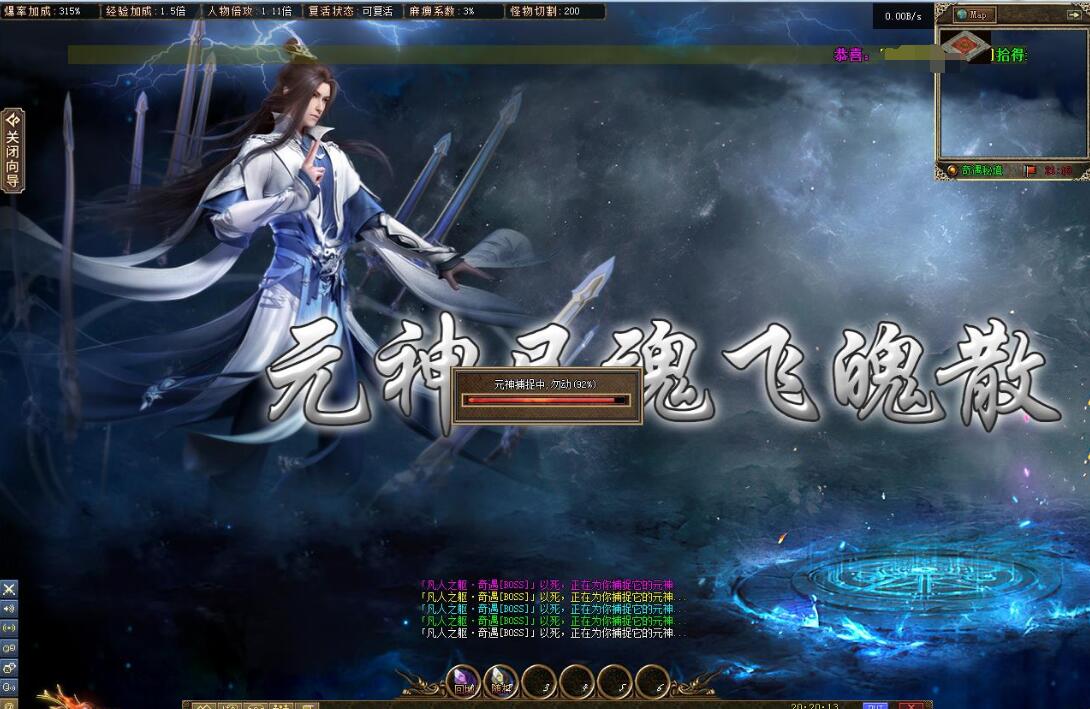 爆率加成:315% 经验加成:1.5倍 人物倍攻:1.11倍 复活状态:可复活 麻痹系数:3% 怪物切割:200
0.00B/s
Map
恭喜:
]拾得:
关闭向导
奇遇秘境
元神 魂飞魄散
元神捕捉中,勿动(92%)
「凡人之躯·奇遇[BOSS]」以死，正在为你捕捉它的元神
「凡人之躯·奇遇[BOSS]」以死，正在为你捕捉它的元神...
「凡人之躯·奇遇[BOSS]」以死，正在为你捕捉它的元神...
「凡人之躯·奇遇[BOSS]」以死，正在为你捕捉它的元神...
「凡人之躯·奇遇[BOSS]」以死，正在为你捕捉它的元神...
回城 随机 3 4 5 6
20:20:13